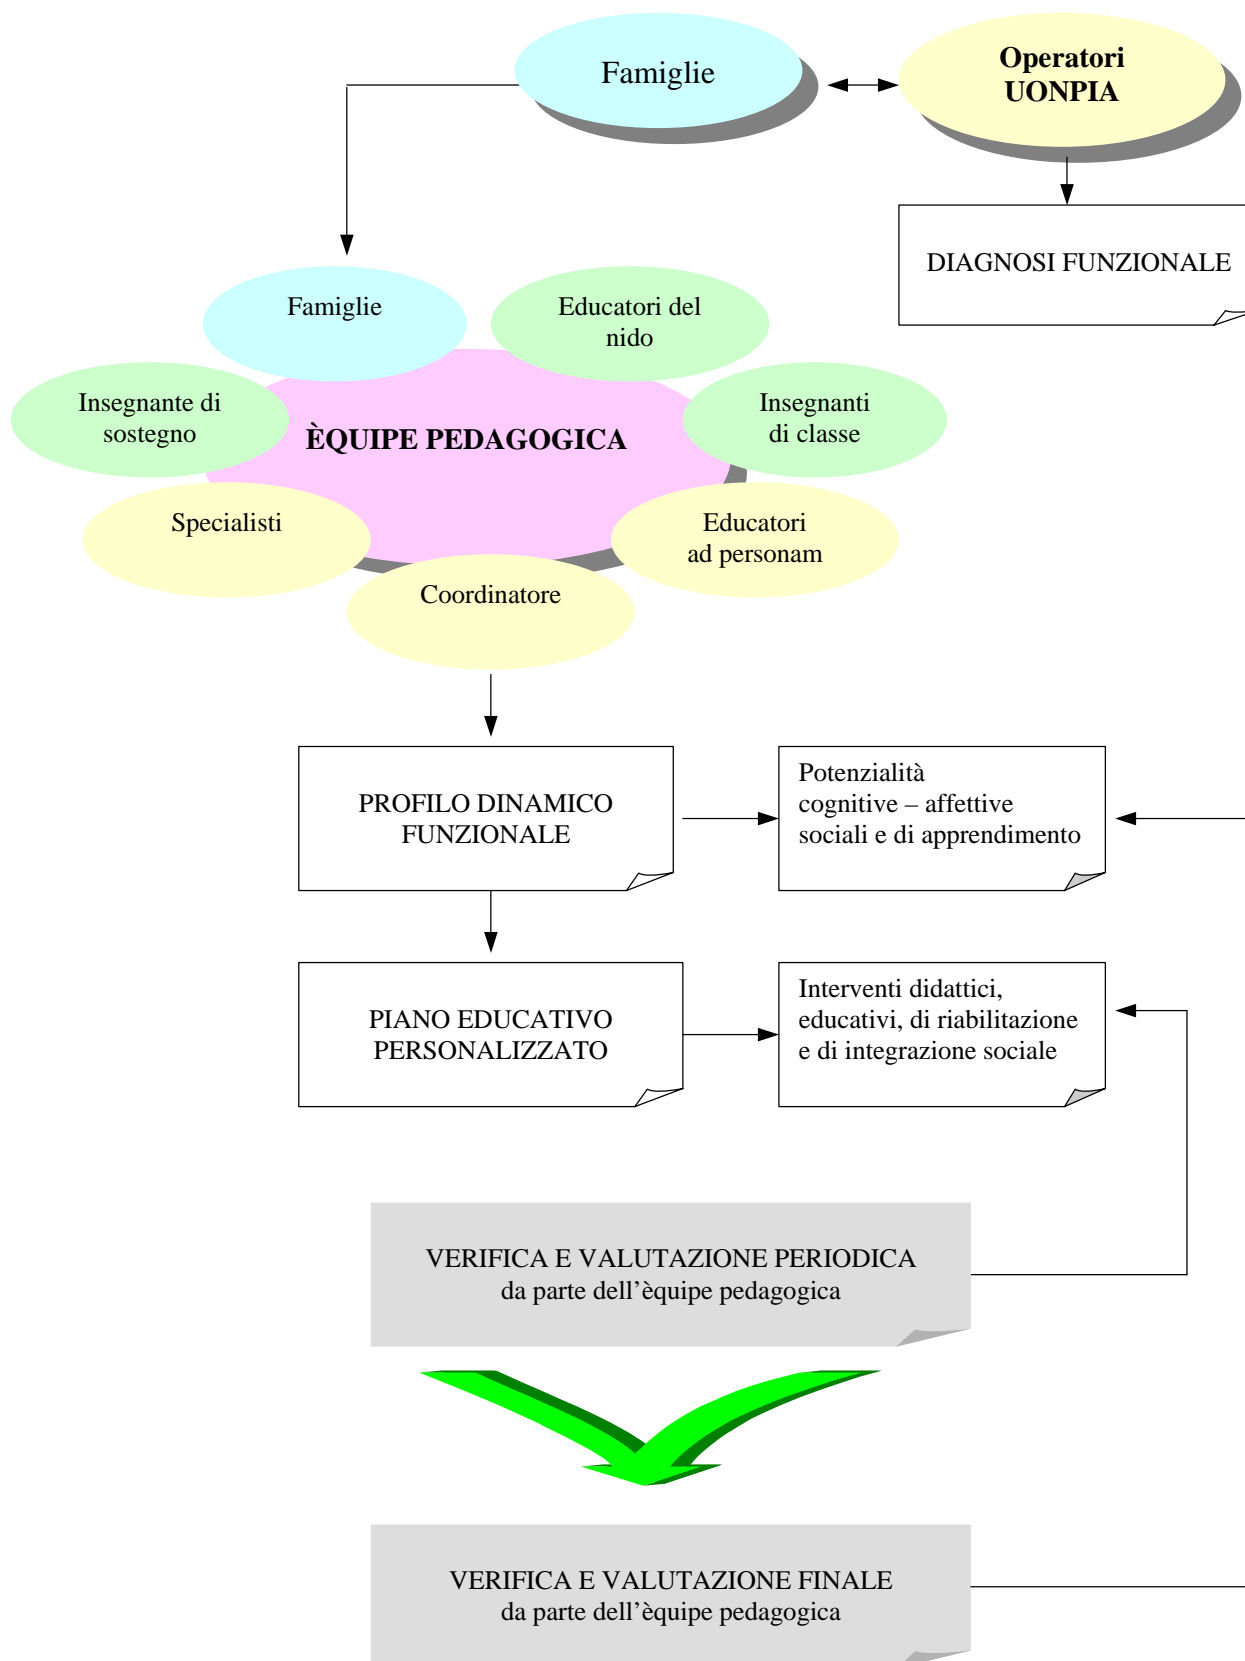 Famiglie
Operatori
UONPIA
DIAGNOSI FUNZIONALE
Famiglie
Educatori del
nido
Insegnante di
sostegno
ÈQUIPE PEDAGOGICA
Insegnanti
di classe
Specialisti
Educatori
ad personam
Coordinatore
PROFILO DINAMICO
FUNZIONALE
Potenzialità
cognitive – affettive
sociali e di apprendimento
PIANO EDUCATIVO
PERSONALIZZATO
Interventi didattici,
educativi, di riabilitazione
e di integrazione sociale
VERIFICA E VALUTAZIONE PERIODICA
da parte dell’èquipe pedagogica
VERIFICA E VALUTAZIONE FINALE
da parte dell’èquipe pedagogica